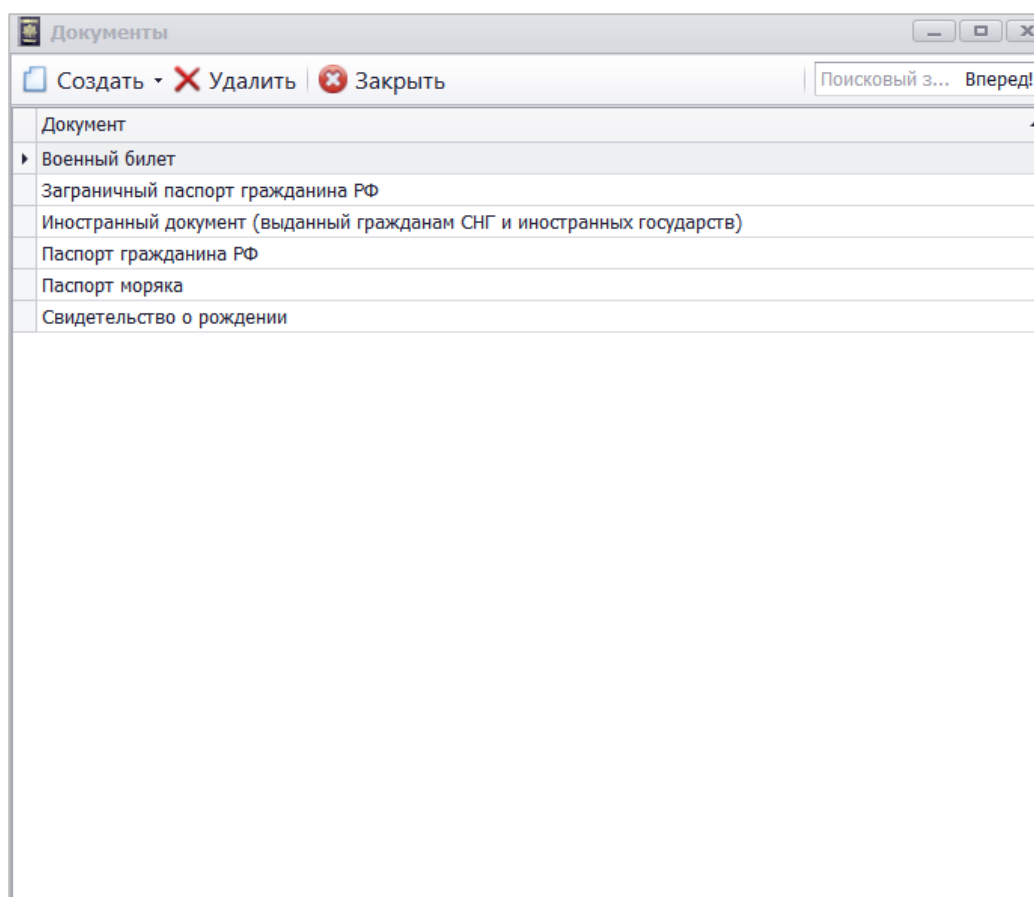 Документы
Создать Удалить Закрыть Поисковый з... Вперед!
Документ
Военный билет
Заграничный паспорт гражданина РФ
Иностранный документ (выданный гражданам СНГ и иностранных государств)
Паспорт гражданина РФ
Паспорт моряка
Свидетельство о рождении